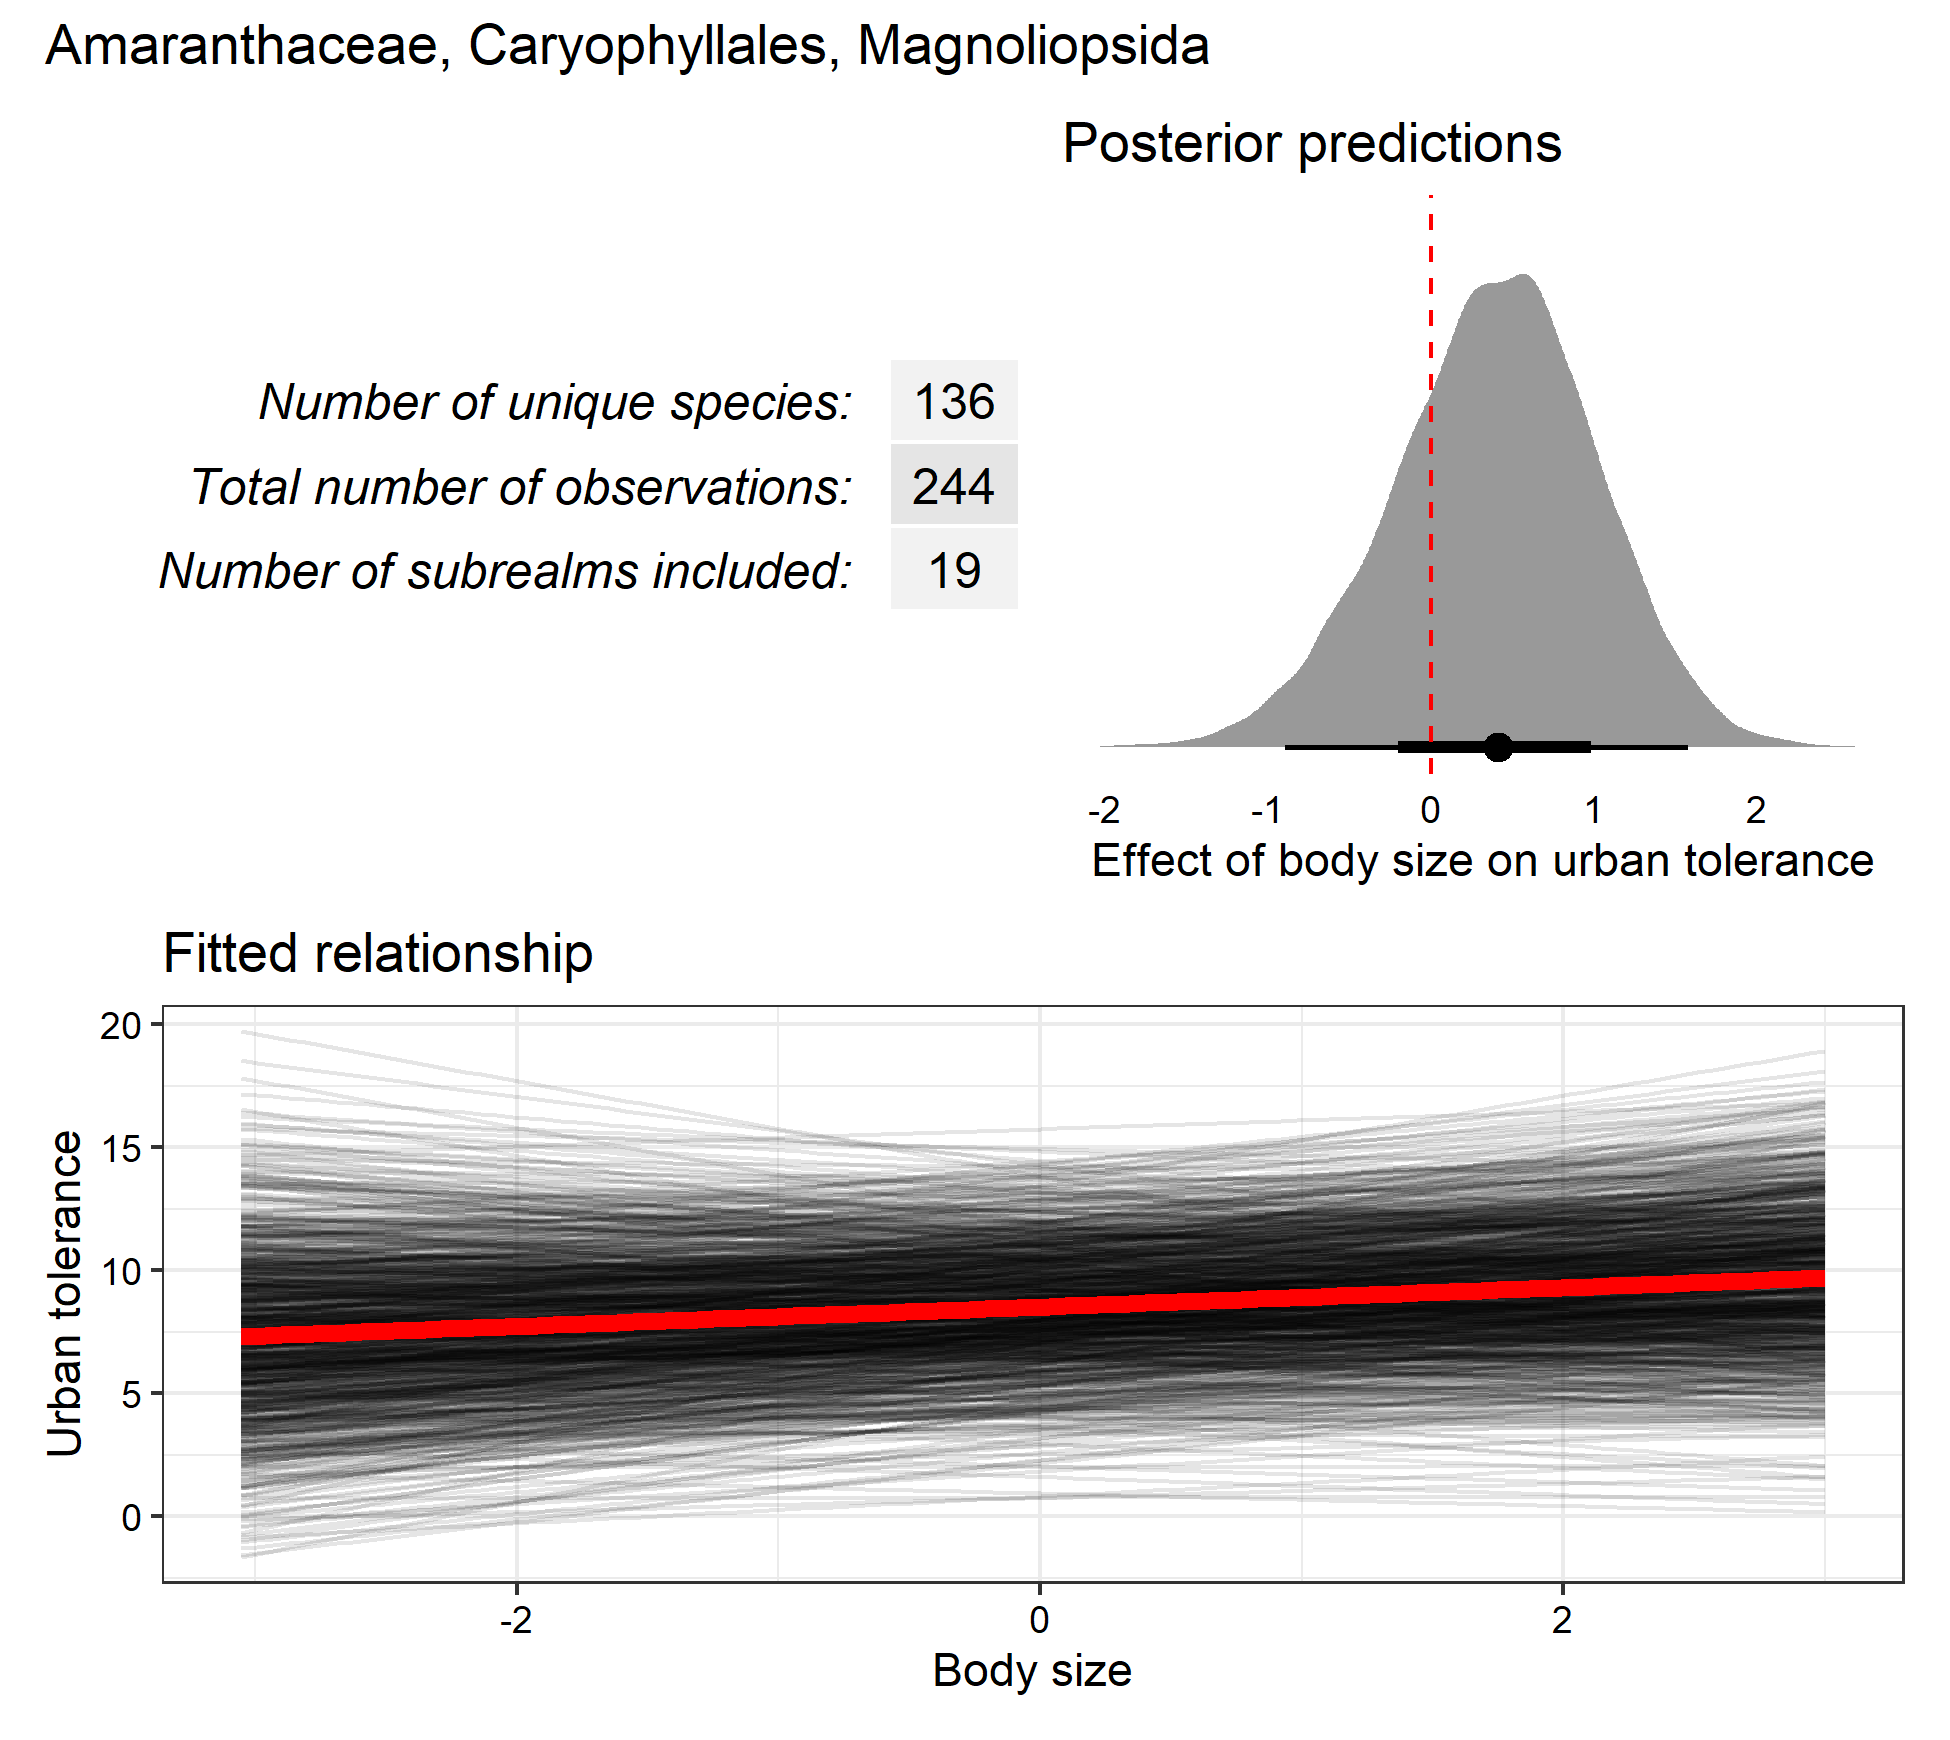 Amaranthaceae, Caryophyllales, Magnoliopsida
Posterior predictions
Number of unique species: 136
Total number of observations: 244
Number of subrealms included: 19
-2 -1 0 1 2
Effect of body size on urban tolerance
Fitted relationship
Urban tolerance
20
15
10
5
0
-2 0 2
Body size